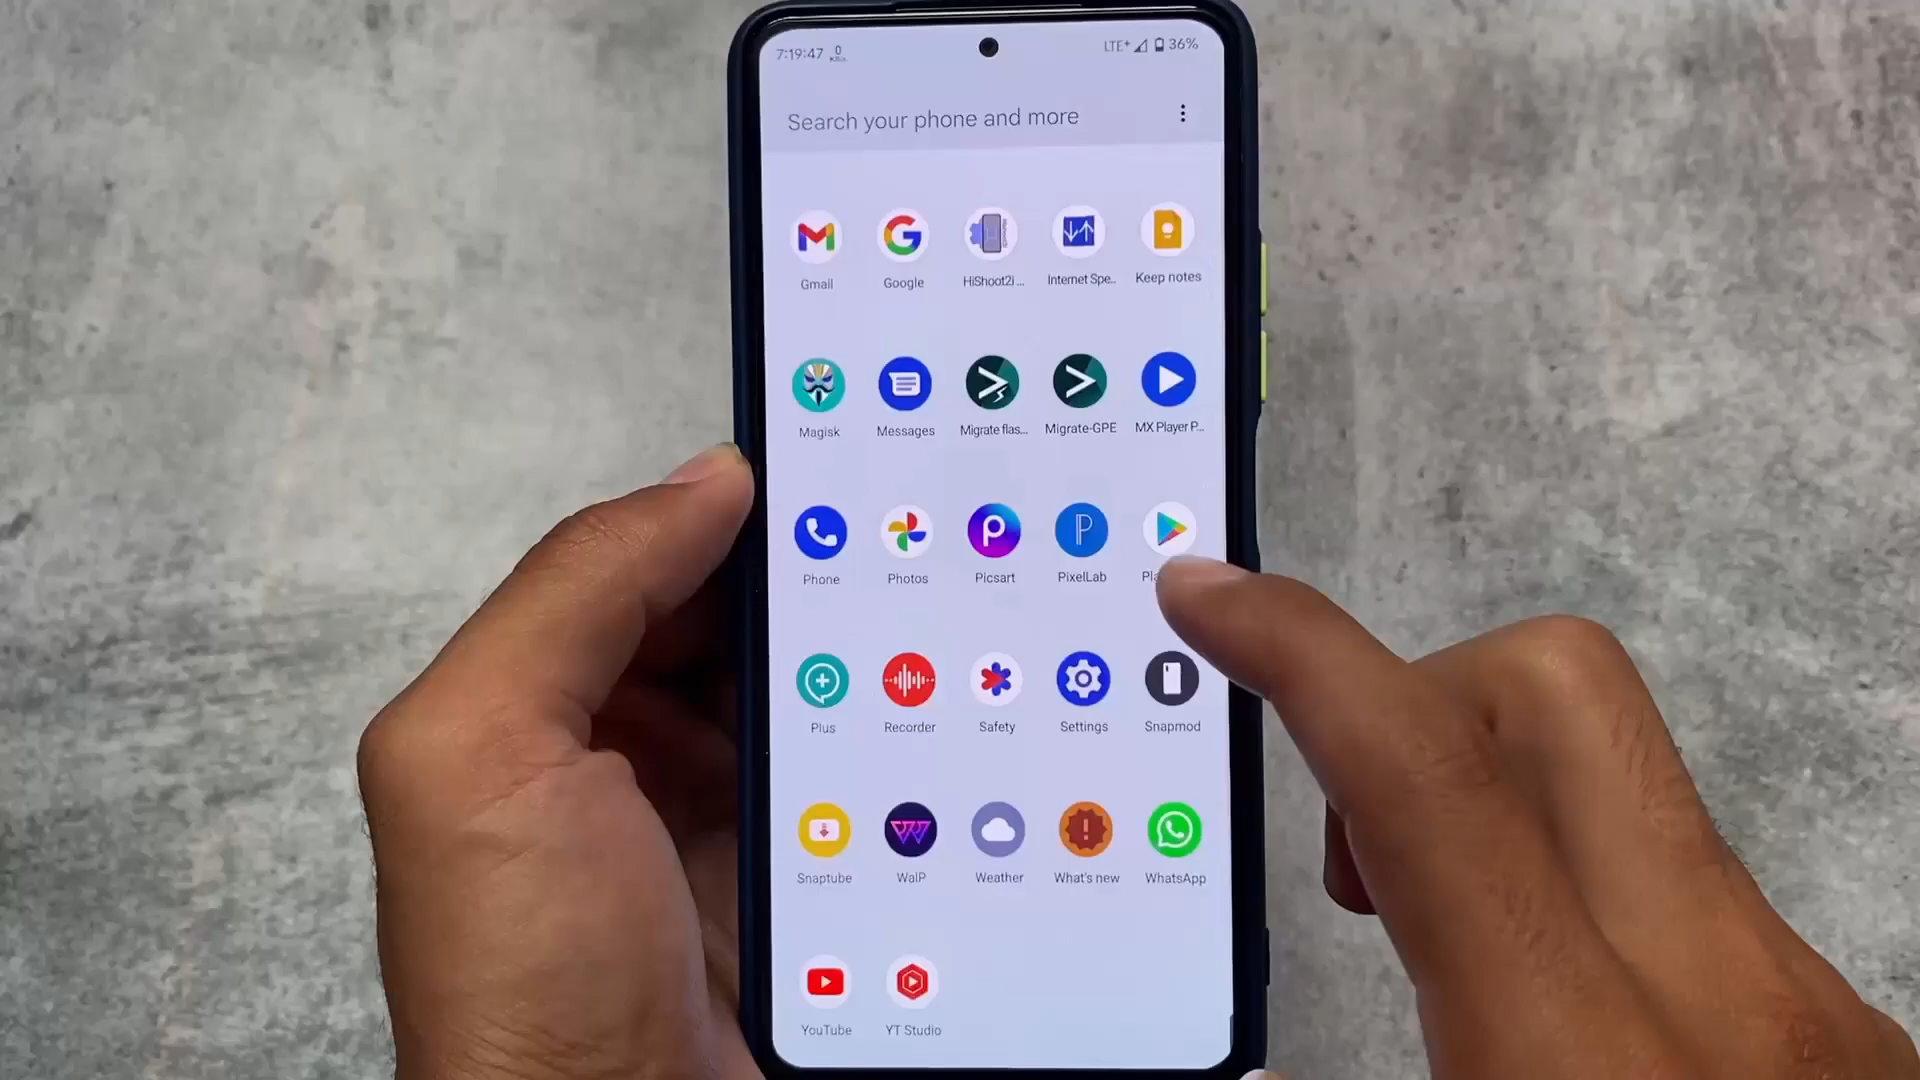 7:19:47 0
LTE+ 36%
Search your phone and more
Gmail Google HiShoot2i ... Internet Spe... Keep notes
Magisk Messages Migrate flas... Migrate-GPE MX Player P...
Phone Photos Picsart PixelLab
Plus Recorder Safety Settings Snapmod
Snaptube WalP Weather What's new WhatsApp
YouTube YT Studio